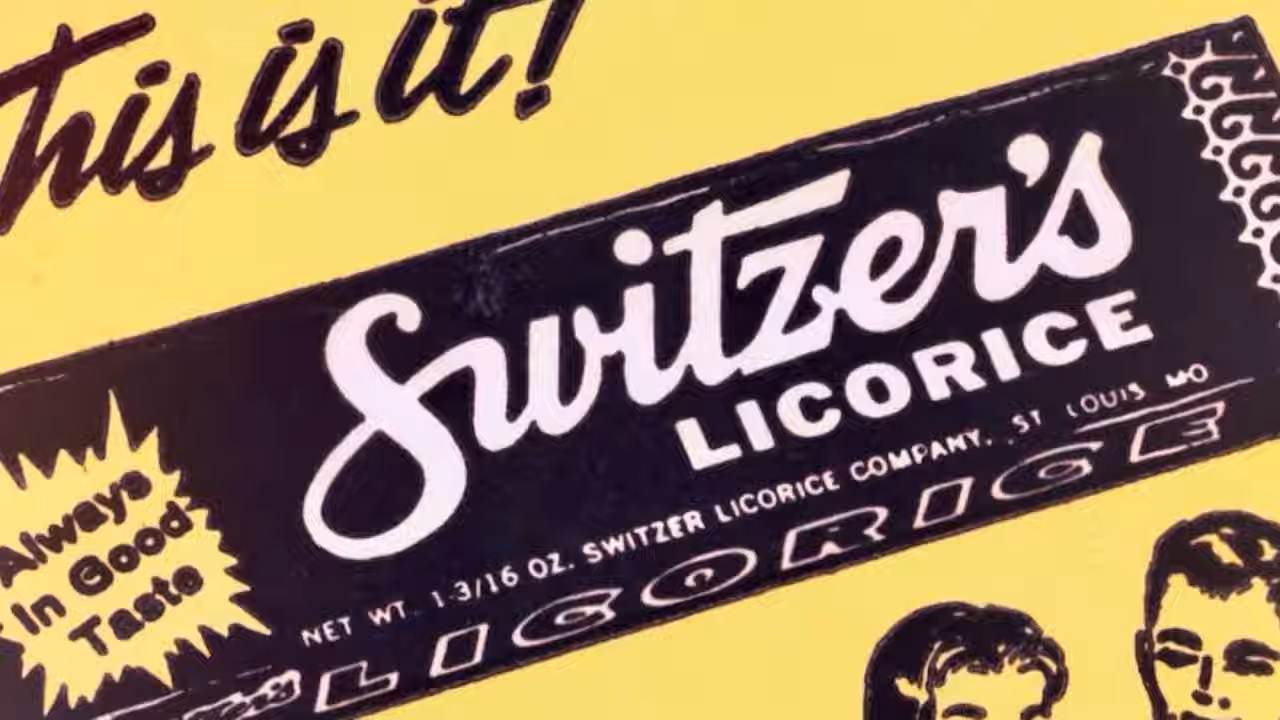 This is it!
Switzer's
LICORICE
NET WT. 1-3/16 OZ. SWITZER LICORICE COMPANY, ST LOUIS MO
LICORICE
Always
In Good
Taste